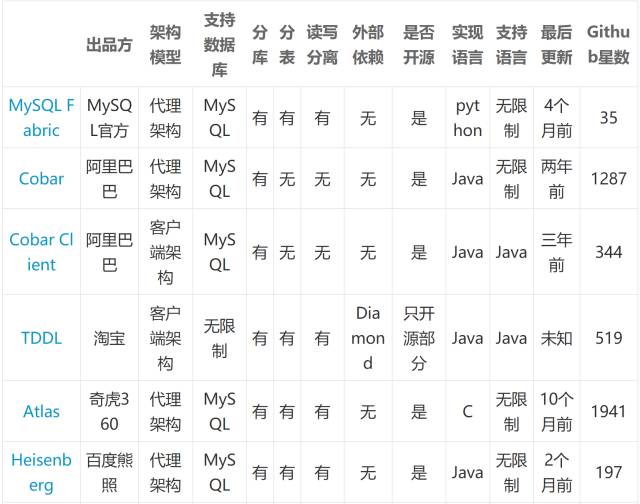 出品方 架构模型 支持数据库 分库 分表 读写分离 外部依赖 是否开源 实现语言 支持语言 最后更新 Github星数
MySQL Fabric MySQL官方 代理架构 MySQL 有 有 有 无 是 python 无限制 4个月前 35
Cobar 阿里巴巴 代理架构 MySQL 有 无 无 无 是 Java 无限制 两年前 1287
Cobar Client 阿里巴巴 客户端架构 MySQL 有 无 无 无 是 Java Java 三年前 344
TDDL 淘宝 客户端架构 无限制 有 有 有 Diamond 只开源部分 Java Java 未知 519
Atlas 奇虎360 代理架构 MySQL 有 有 有 无 是 C 无限制 10个月前 1941
Heisenberg 百度熊照 代理架构 MySQL 有 有 有 无 是 Java 无限制 2个月前 197